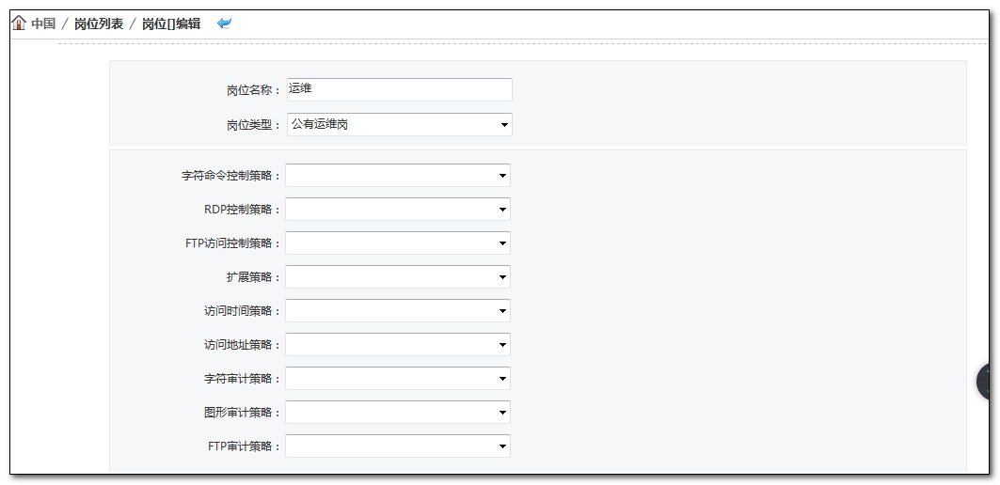 中国 / 岗位列表 / 岗位[]编辑
岗位名称： 运维
岗位类型： 公有运维岗
字符命令控制策略：
RDP控制策略：
FTP访问控制策略：
扩展策略：
访问时间策略：
访问地址策略：
字符审计策略：
图形审计策略：
FTP审计策略：